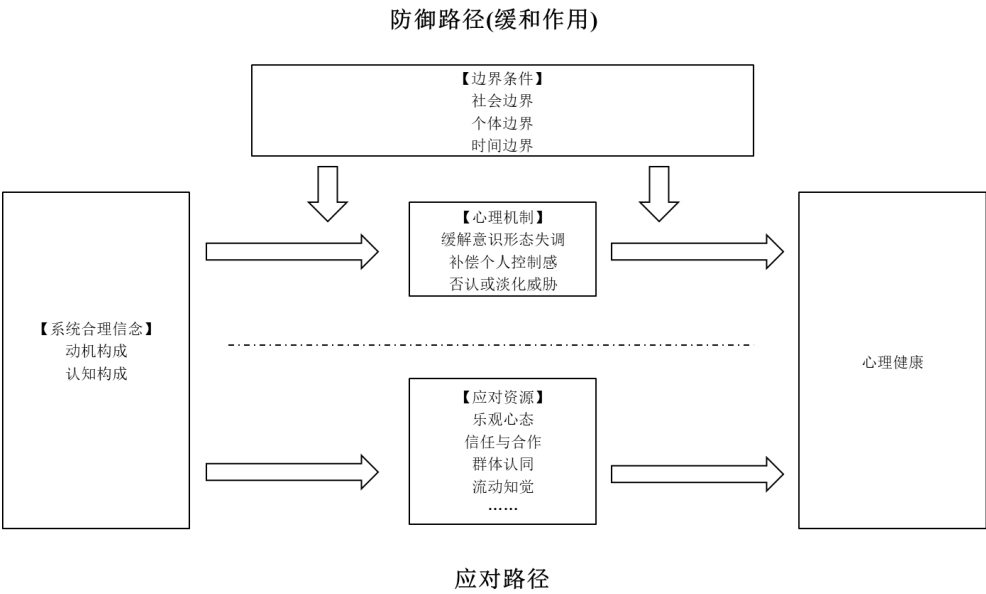 防御路径(缓和作用)
【边界条件】
社会边界
个体边界
时间边界
【心理机制】
缓解意识形态失调
补偿个人控制感
否认或淡化威胁
【系统合理信念】
动机构成
认知构成
心理健康
【应对资源】
乐观心态
信任与合作
群体认同
流动知觉
……
应对路径